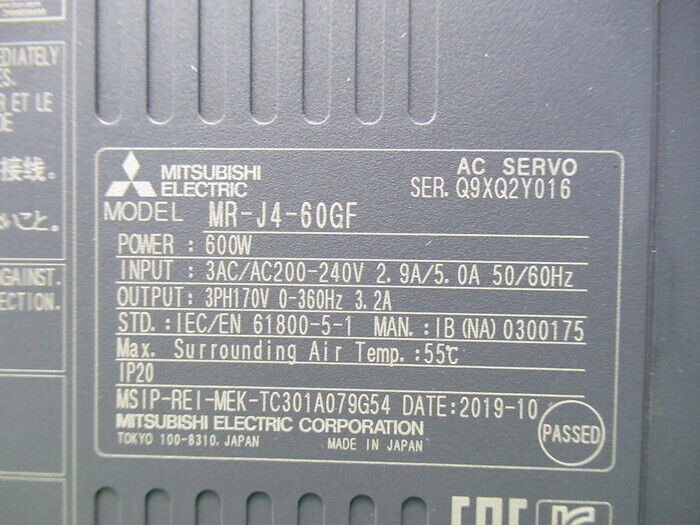 EDIATELY
S.
R ET LE
DE
接线。
いこと。
GAINST.
ECTION.
MITSUBISHI
ELECTRIC
AC SERVO
SER. Q9XQ2Y016
MODEL MR-J4-60GF
POWER : 600W
INPUT : 3AC/AC200-240V 2.9A/5.0A 50/60Hz
OUTPUT: 3PH170V 0-360Hz 3.2A
STD.:IEC/EN 61800-5-1 MAN.:IB(NA)0300175
Max. Surrounding Air Temp.:55℃
IP20
MSIP-REI-MEK-TC301A079G54 DATE:2019-10
MITSUBISHI ELECTRIC CORPORATION
TOKYO 100-8310, JAPAN MADE IN JAPAN
PASSED